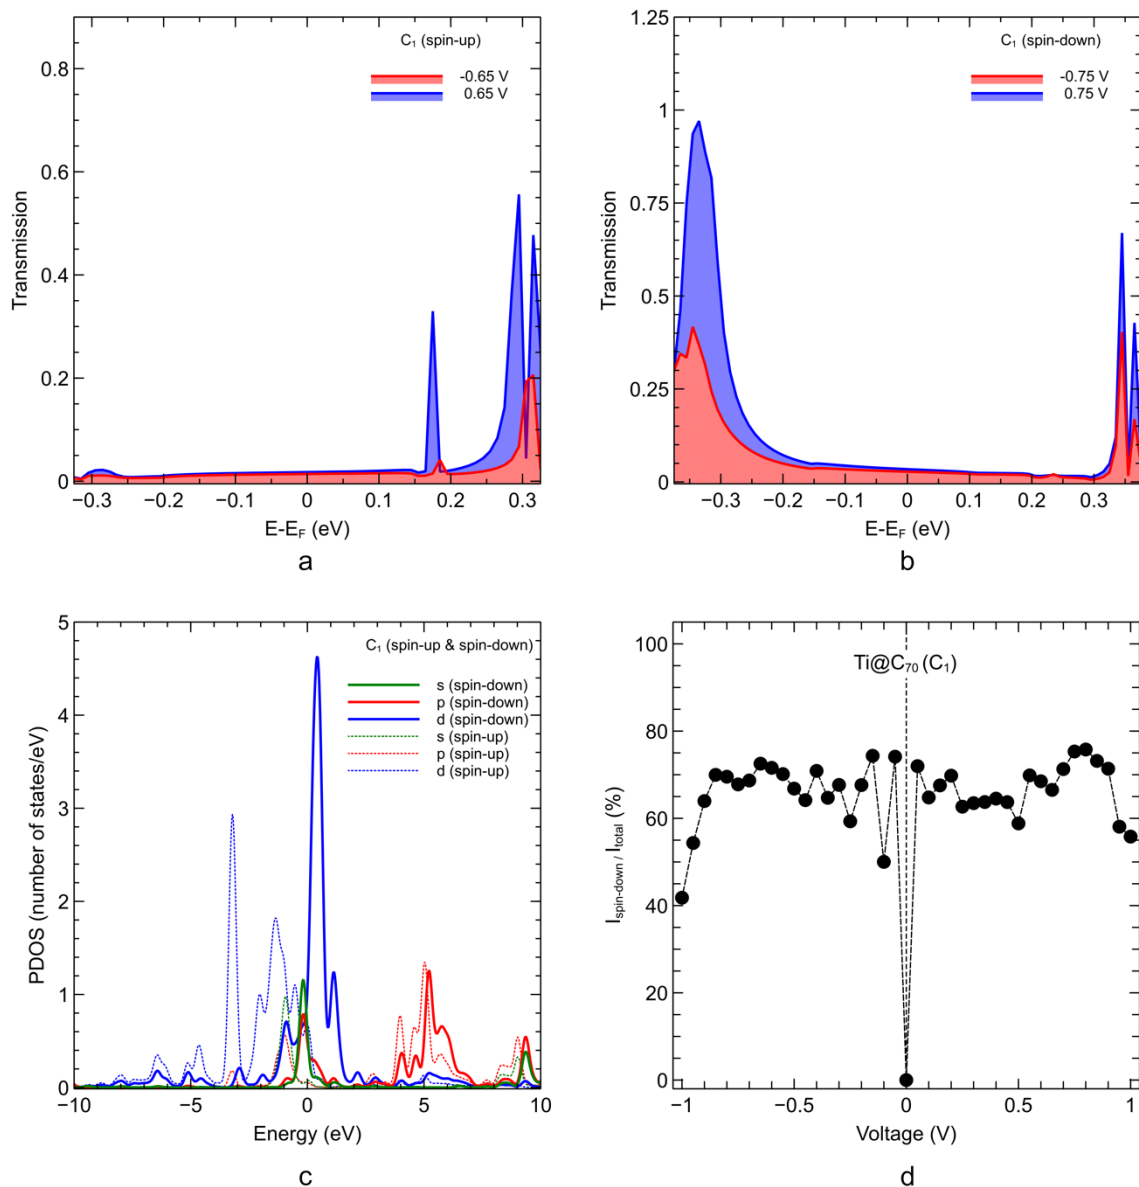 C₁ (spin-up)
-0.65 V
0.65 V
Transmission
0.8
0.6
0.4
0.2
0
−0.3
−0.2
−0.1
0
0.1
0.2
0.3
E-E_F (eV)
a
C₁ (spin-down)
-0.75 V
0.75 V
Transmission
1.25
1
0.75
0.5
0.25
0
−0.3
−0.2
−0.1
0
0.1
0.2
0.3
E-E_F (eV)
b
C₁ (spin-up & spin-down)
s (spin-down)
p (spin-down)
d (spin-down)
s (spin-up)
p (spin-up)
d (spin-up)
PDOS (number of states/eV)
5
4
3
2
1
0
−10
−5
0
5
10
Energy (eV)
c
Ti@C₇₀ (C₁)
I_spin-down / I_total (%)
100
80
60
40
20
0
−1
−0.5
0
0.5
1
Voltage (V)
d